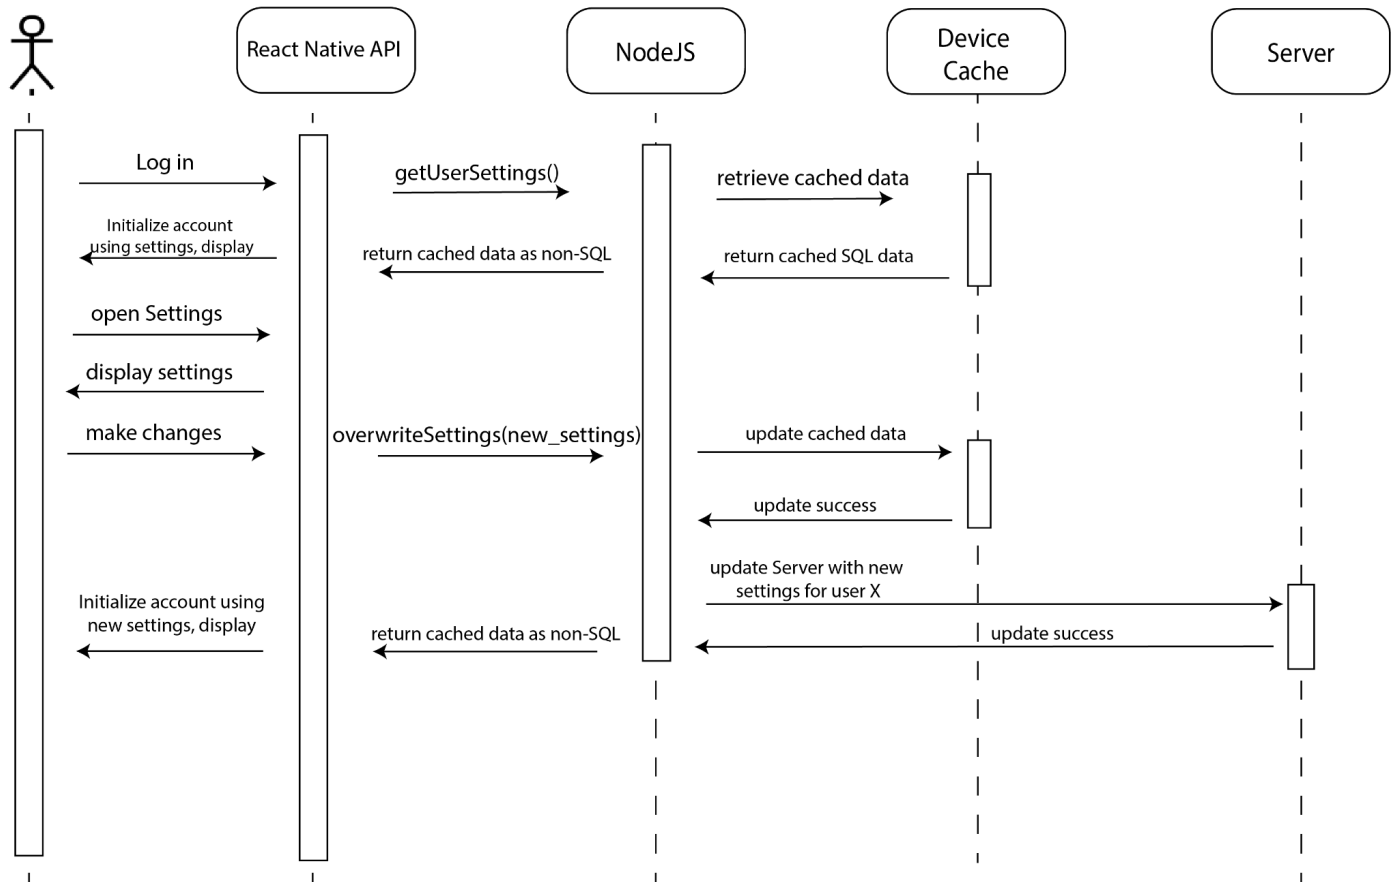 React Native API
NodeJS
Device
Cache
Server
Log in
getUserSettings()
retrieve cached data
Initialize account
using settings, display
return cached data as non-SQL
return cached SQL data
open Settings
display settings
make changes
overwriteSettings(new_settings)
update cached data
update success
update Server with new
settings for user X
Initialize account using
new settings, display
return cached data as non-SQL
update success